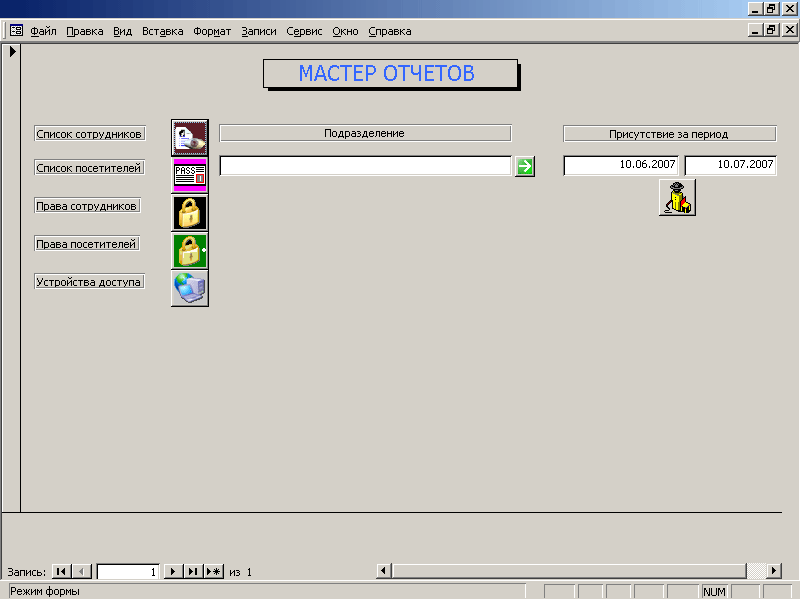 Файл Правка Вид Вставка Формат Записи Сервис Окно Справка
МАСТЕР ОТЧЕТОВ
Список сотрудников
Подразделение
Присутствие за период
Список посетителей
PASS
10.06.2007
10.07.2007
Права сотрудников
Права посетителей
Устройства доступа
Запись: 1 из 1
Режим формы
NUM